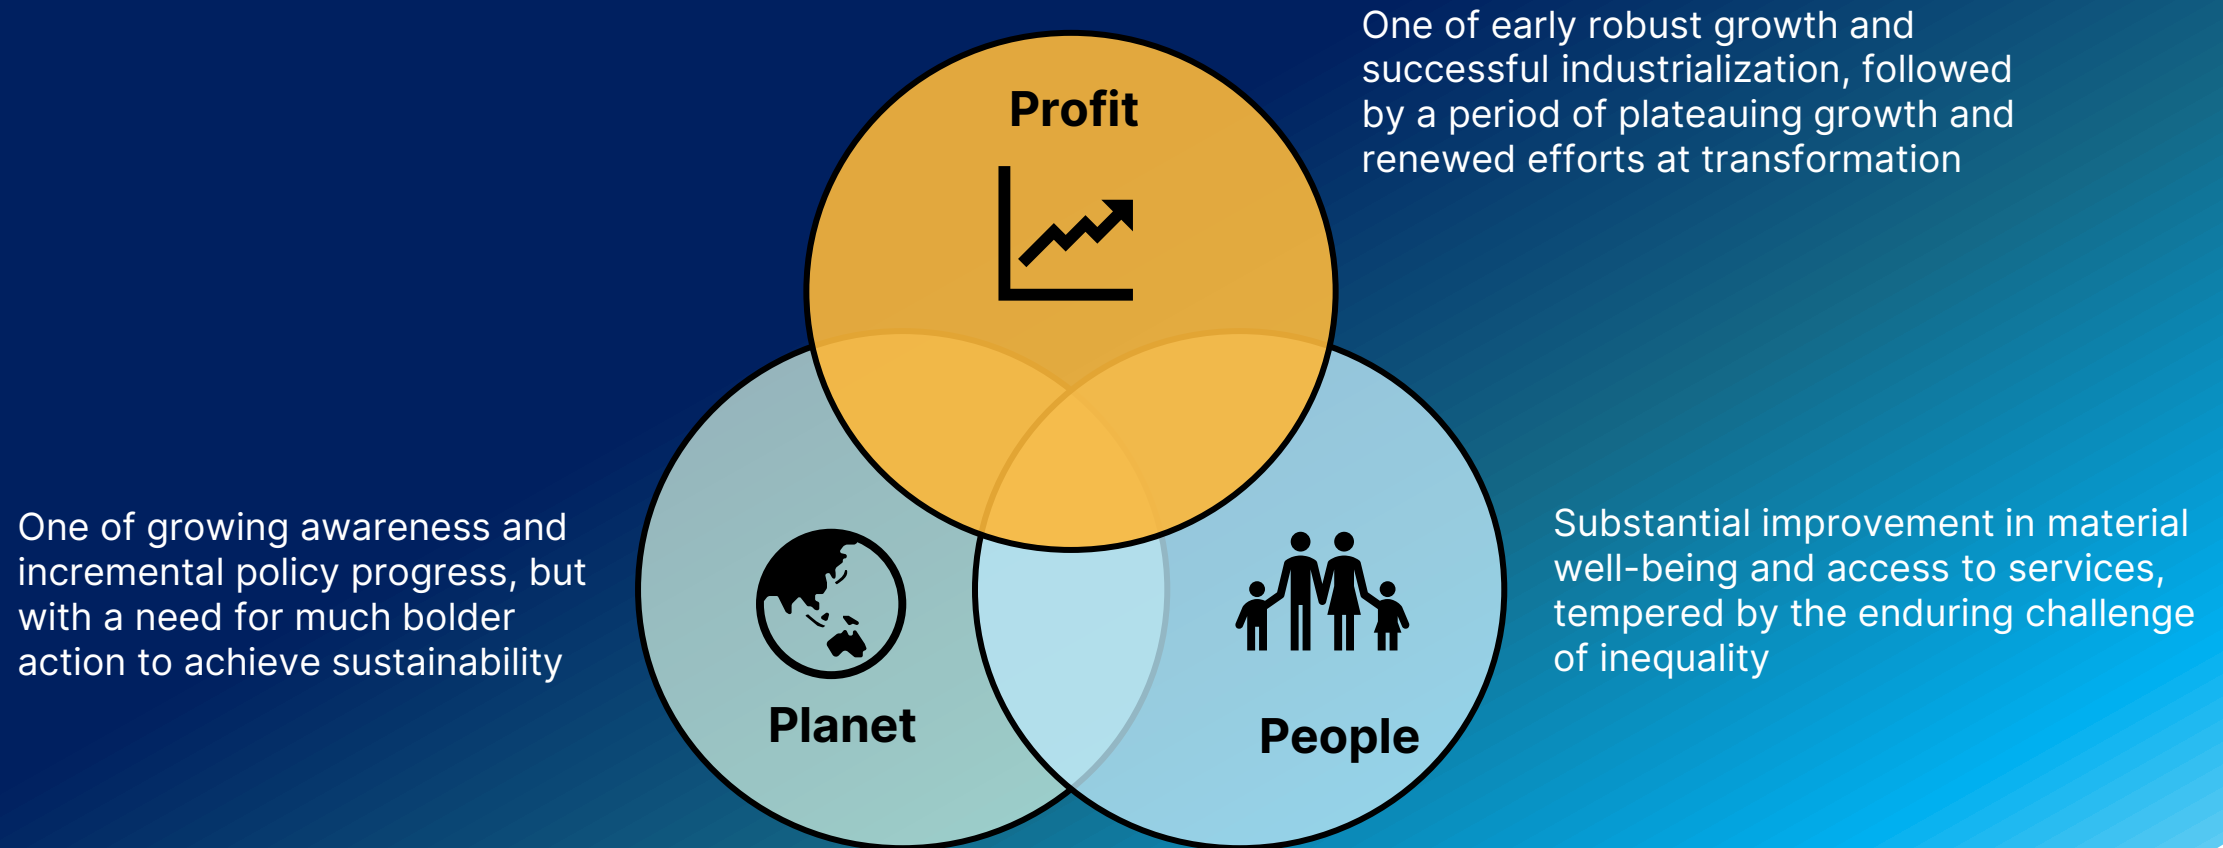 One of early robust growth and
successful industrialization, followed
by a period of plateauing growth and
renewed efforts at transformation
Profit
One of growing awareness and
incremental policy progress, but
with a need for much bolder
action to achieve sustainability
Planet
People
Substantial improvement in material
well-being and access to services,
tempered by the enduring challenge
of inequality